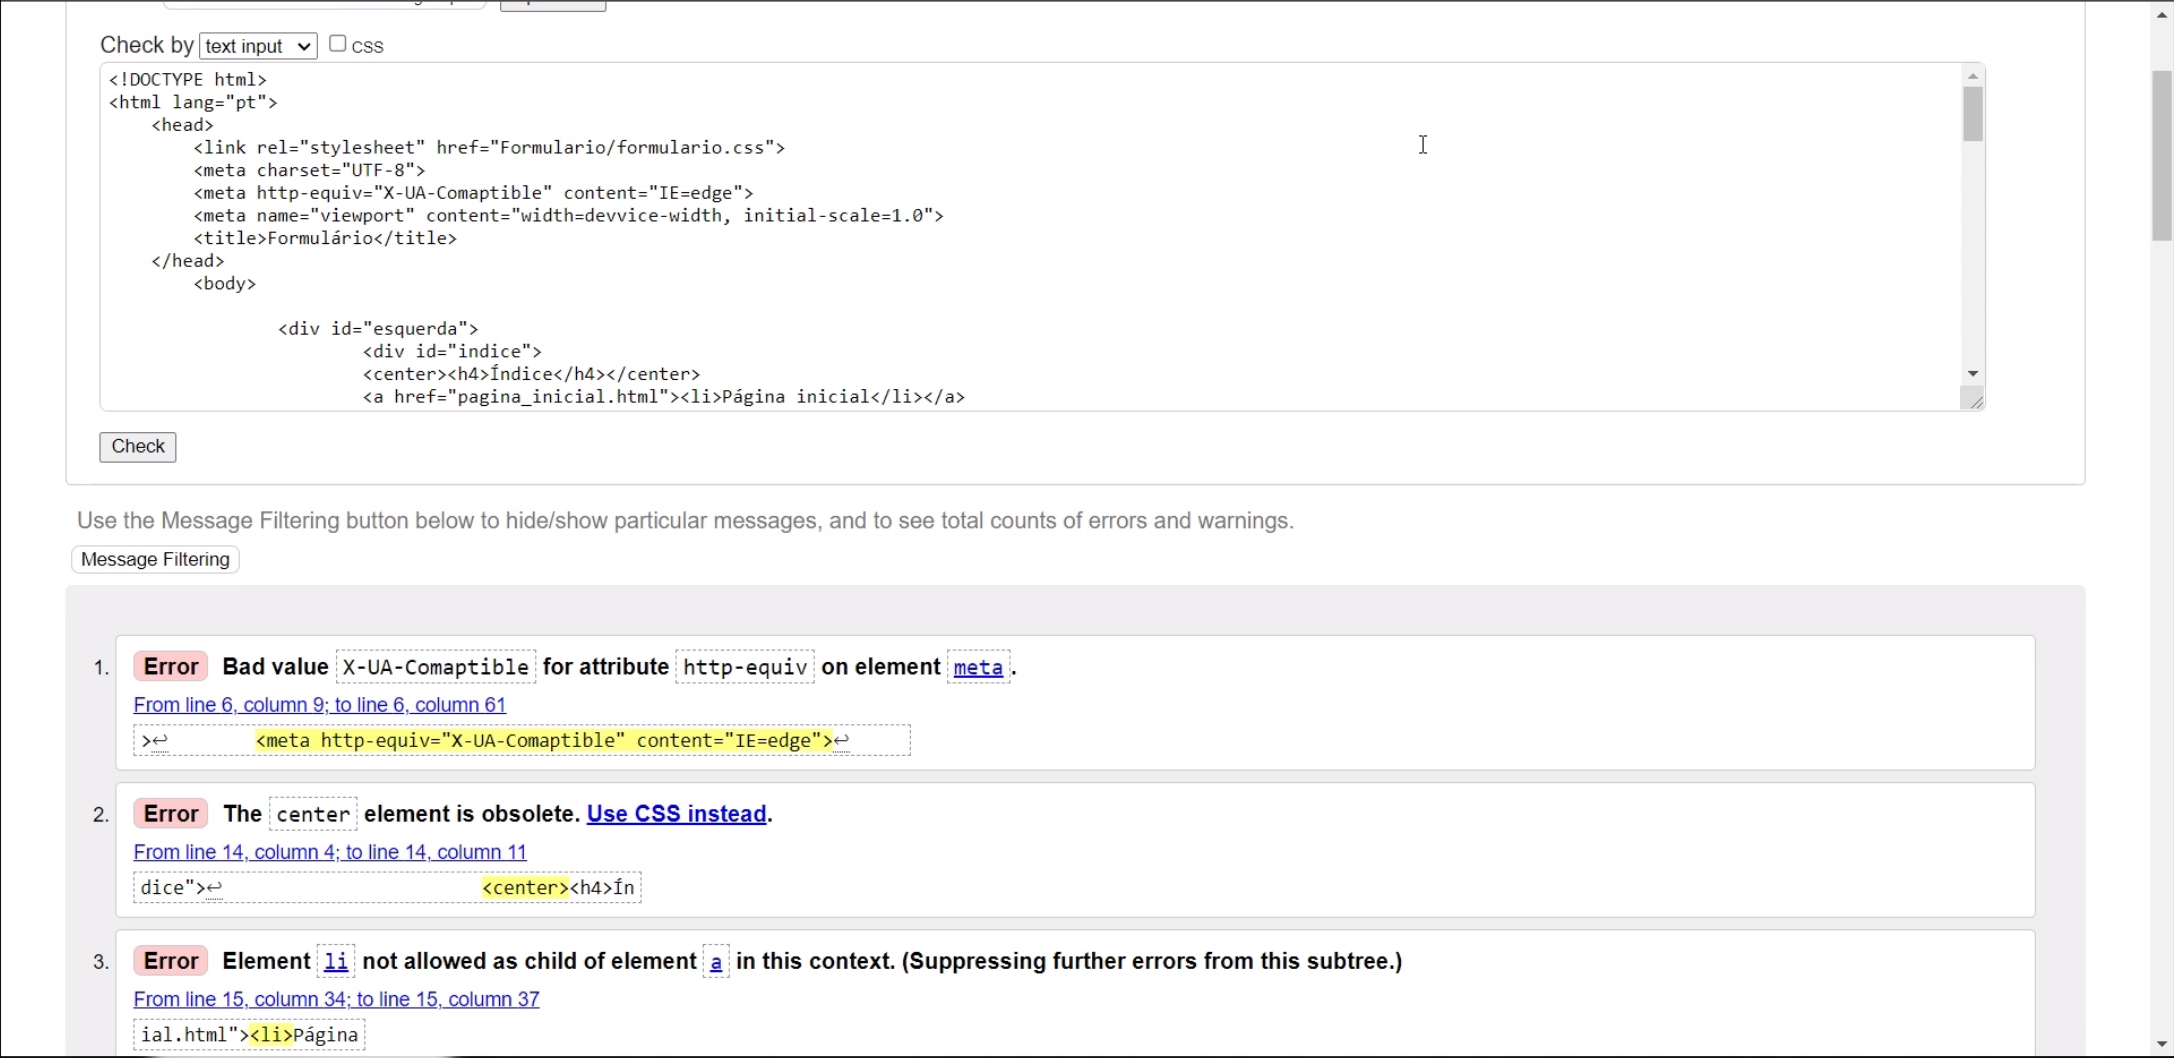 Check by text input CSS
<!DOCTYPE html>
<html lang="pt">
<head>
<link rel="stylesheet" href="Formulario/formulario.css">
<meta charset="UTF-8">
<meta http-equiv="X-UA-Comaptible" content="IE=edge">
<meta name="viewport" content="width=devvice-width, initial-scale=1.0">
<title>Formulário</title>
</head>
<body>
<div id="esquerda">
<div id="indice">
<center><h4>Índice</h4></center>
<a href="pagina_inicial.html"><li>Página inicial</li></a>
Check
Use the Message Filtering button below to hide/show particular messages, and to see total counts of errors and warnings.
Message Filtering
1. Error Bad value X-UA-Comaptible for attribute http-equiv on element meta.
From line 6, column 9; to line 6, column 61
>↩ <meta http-equiv="X-UA-Comaptible" content="IE=edge">↩
2. Error The center element is obsolete. Use CSS instead.
From line 14, column 4; to line 14, column 11
dice">↩ <center><h4>Ín
3. Error Element li not allowed as child of element a in this context. (Suppressing further errors from this subtree.)
From line 15, column 34; to line 15, column 37
ial.html"><li>Página